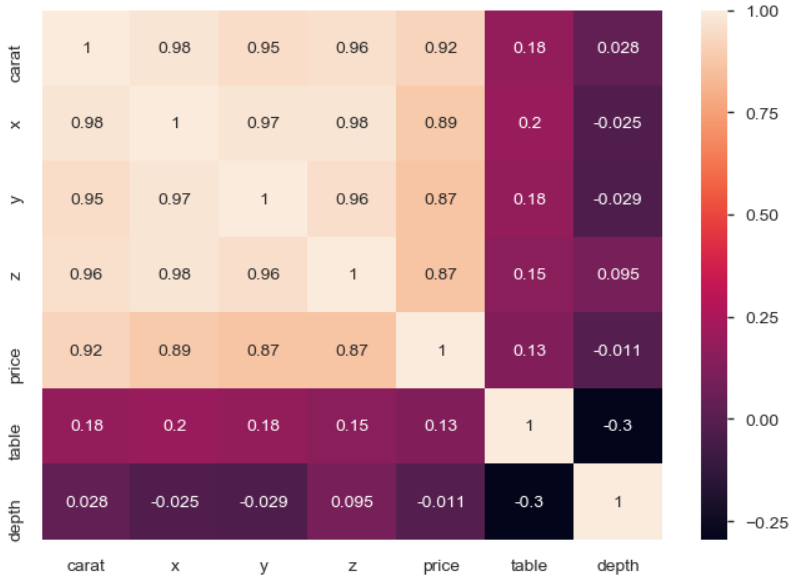 carat 1 0.98 0.95 0.96 0.92 0.18 0.028
x 0.98 1 0.97 0.98 0.89 0.2 -0.025
y 0.95 0.97 1 0.96 0.87 0.18 -0.029
z 0.96 0.98 0.96 1 0.87 0.15 0.095
price 0.92 0.89 0.87 0.87 1 0.13 -0.011
table 0.18 0.2 0.18 0.15 0.13 1 -0.3
depth 0.028 -0.025 -0.029 0.095 -0.011 -0.3 1
carat x y z price table depth
1.00
0.75
0.50
0.25
0.00
−0.25